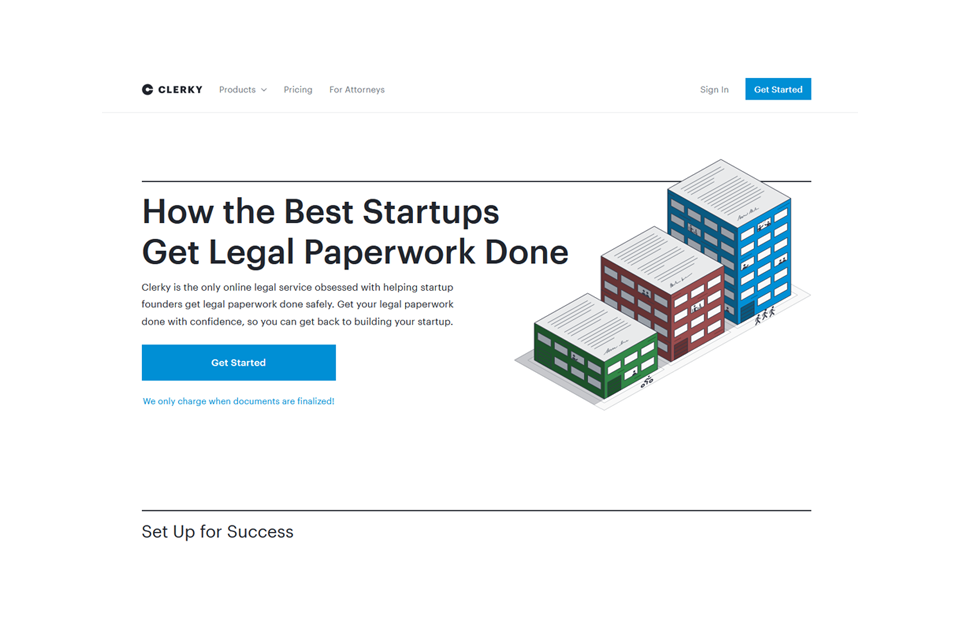 CLERKY
Products
Pricing
For Attorneys
Sign In
Get Started
How the Best Startups
Get Legal Paperwork Done
Clerky is the only online legal service obsessed with helping startup
founders get legal paperwork done safely. Get your legal paperwork
done with confidence, so you can get back to building your startup.
Get Started
We only charge when documents are finalized!
Set Up for Success